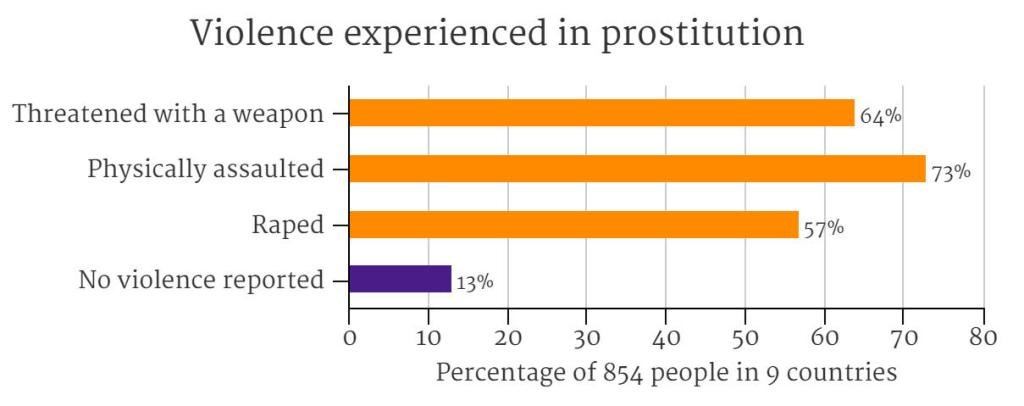 Violence experienced in prostitution
Threatened with a weapon
64%
Physically assaulted
73%
Raped
57%
No violence reported
13%
0 10 20 30 40 50 60 70 80
Percentage of 854 people in 9 countries